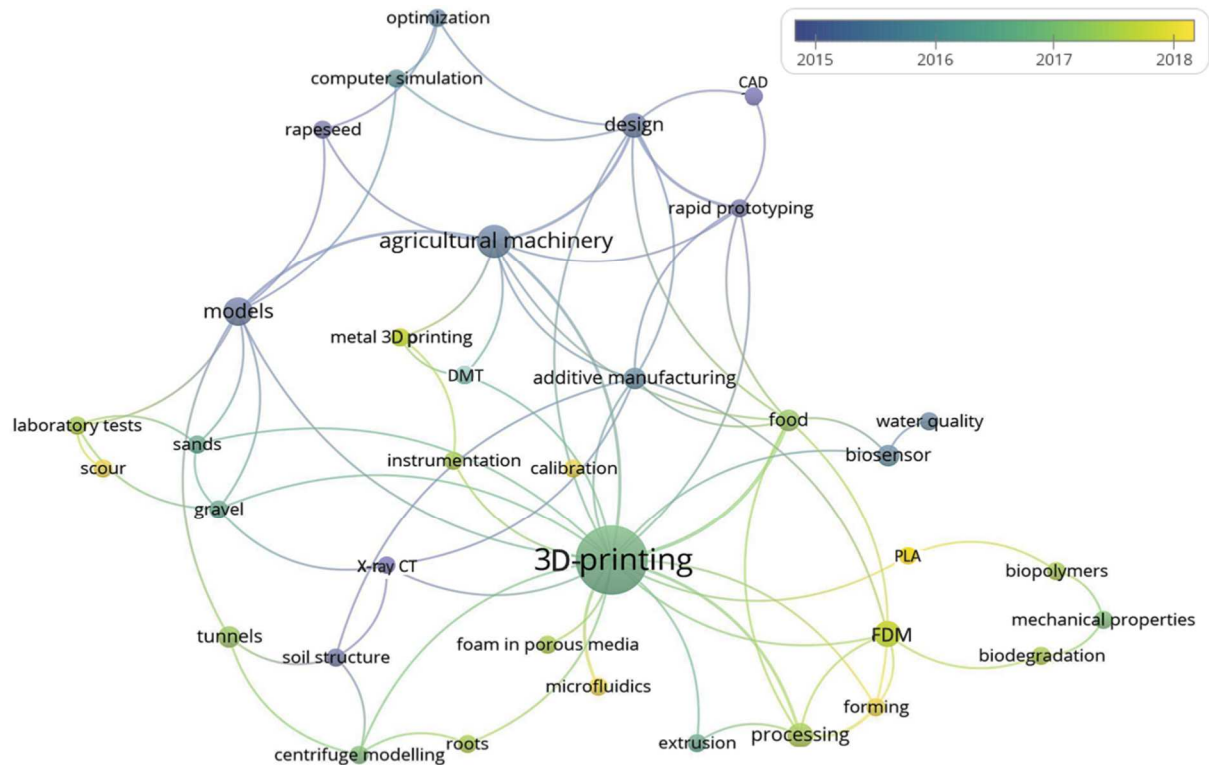 optimization
computer simulation
rapeseed
design
CAD
2015 2016 2017 2018
rapid prototyping
agricultural machinery
models
metal 3D printing
DMT
additive manufacturing
food
water quality
biosensor
laboratory tests
sands
scour
instrumentation
calibration
gravel
3D-printing
X-ray CT
PLA
biopolymers
mechanical properties
biodegradation
FDM
tunnels
soil structure
foam in porous media
microfluidics
forming
processing
extrusion
roots
centrifuge modelling